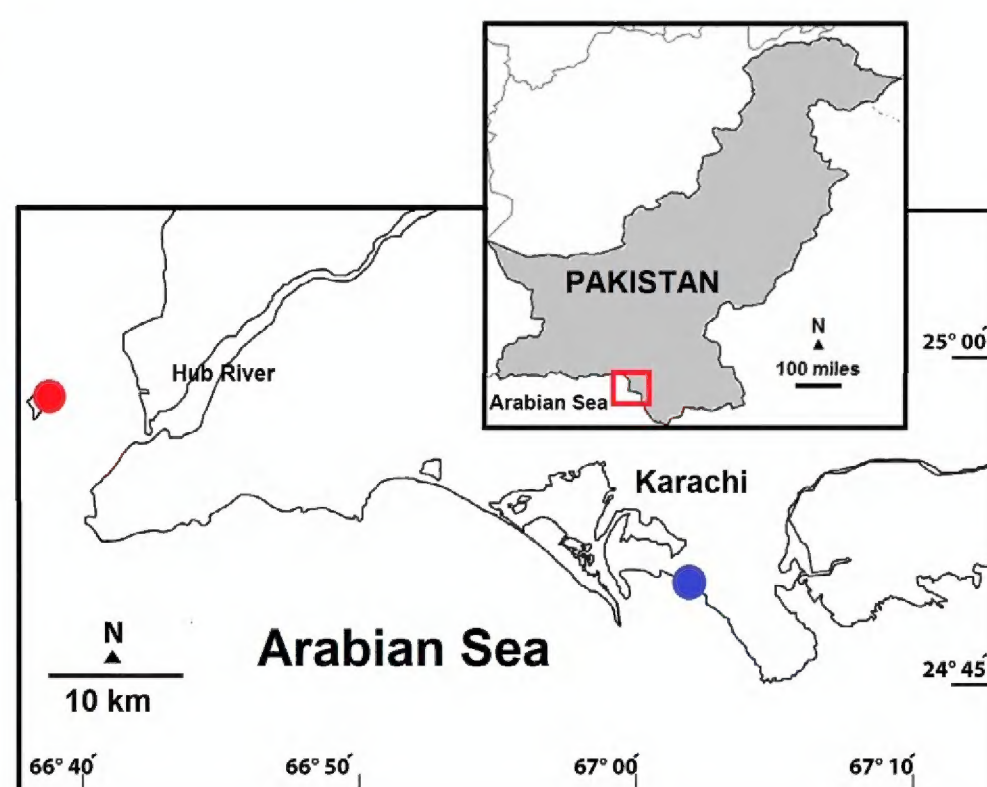 PAKISTAN
N
100 miles
Arabian Sea
25° 00´
Hub River
Karachi
Arabian Sea
N
10 km
24° 45´
66° 40´
66° 50´
67° 00´
67° 10´